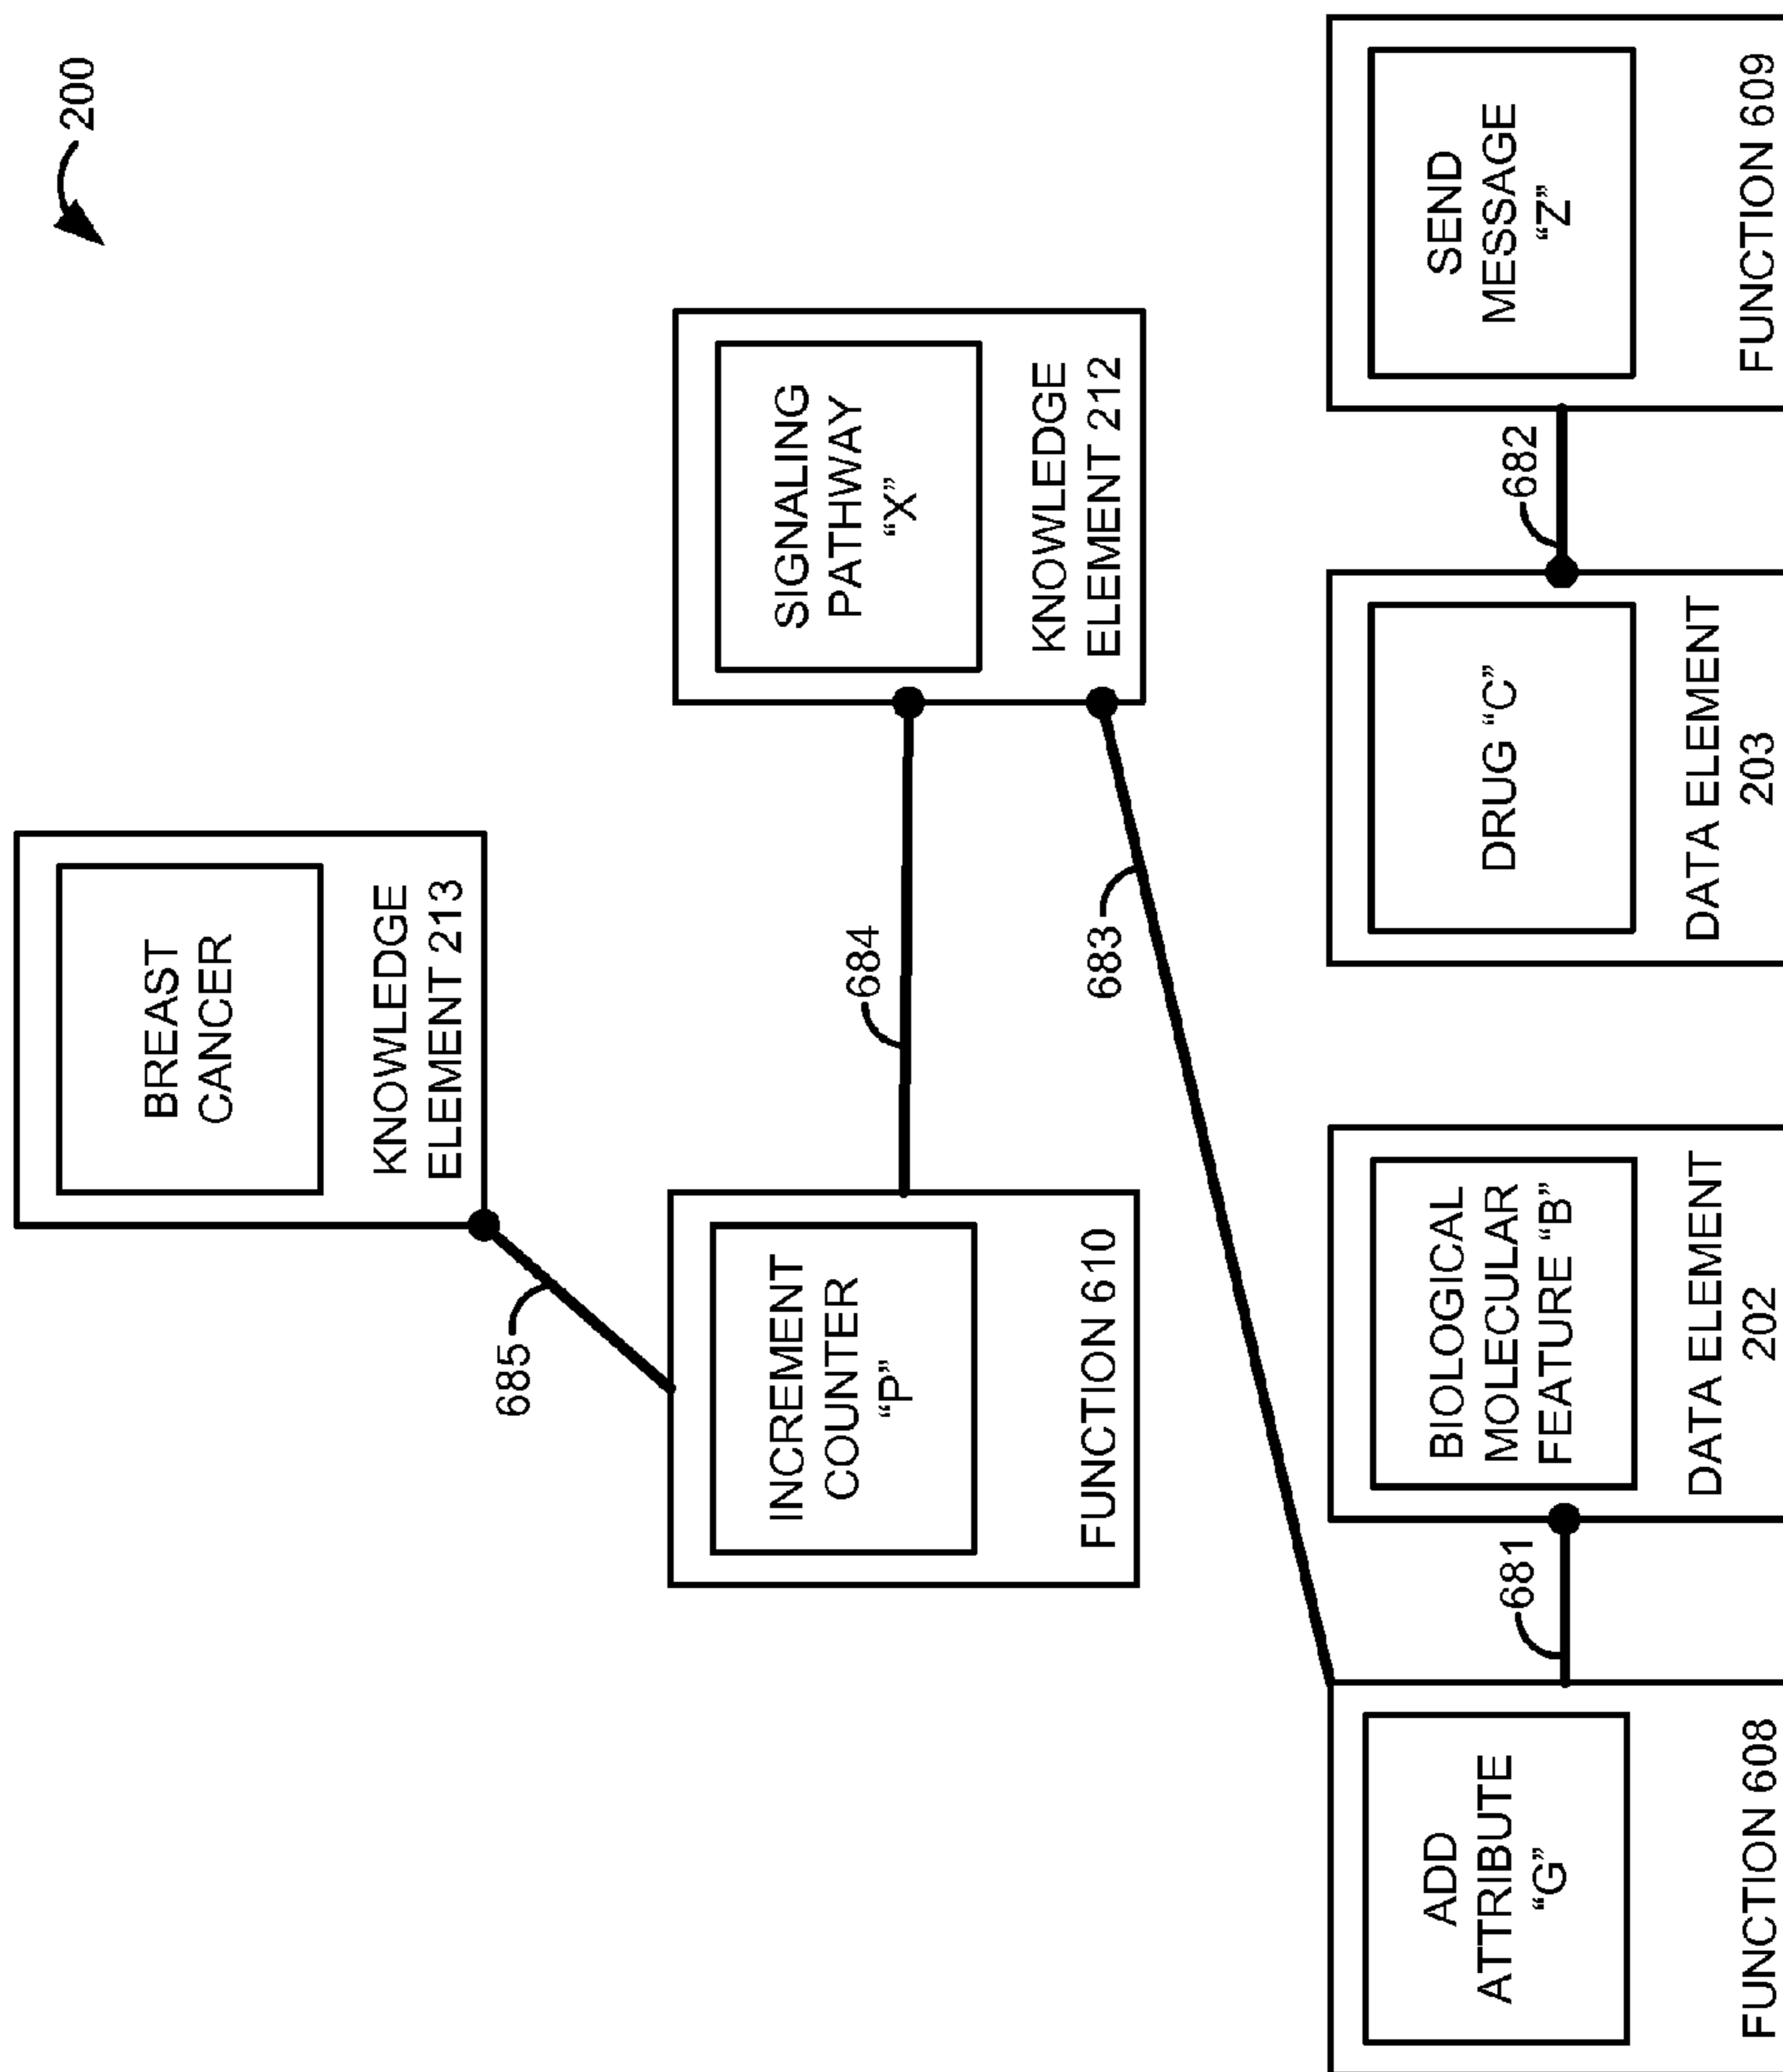 200
BREAST
CANCER
KNOWLEDGE
ELEMENT 213
685
INCREMENT
COUNTER
“P”
FUNCTION 610
684
SIGNALING
PATHWAY
“X”
KNOWLEDGE
ELEMENT 212
683
ADD
ATTRIBUTE
“G”
FUNCTION 608
681
BIOLOGICAL
MOLECULAR
FEATURE “B”
DATA ELEMENT
202
DRUG “C”
DATA ELEMENT
203
682
SEND
MESSAGE
“Z”
FUNCTION 609